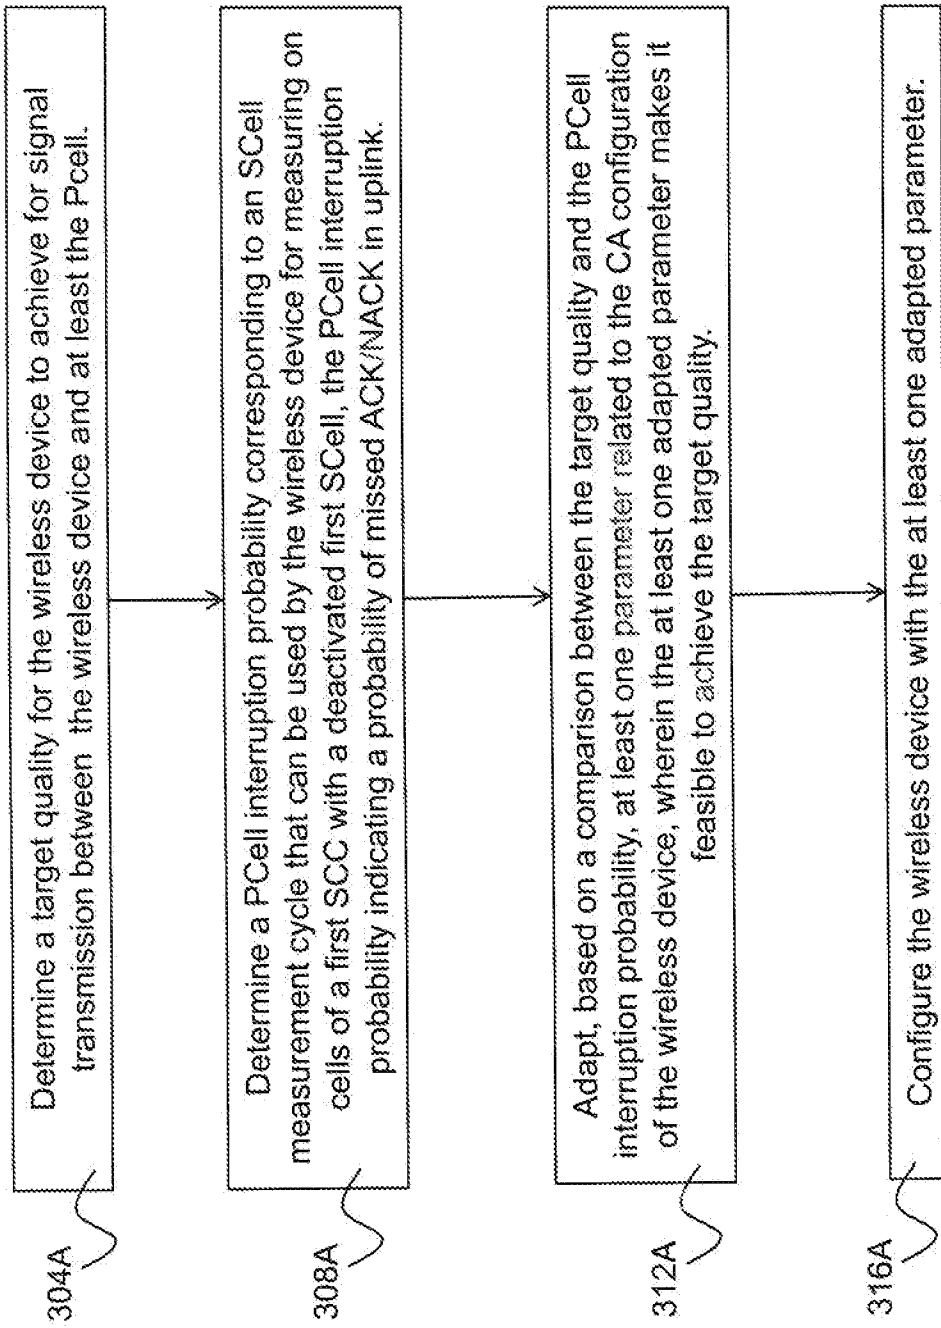 304A
Determine a target quality for the wireless device to achieve for signal
transmission between the wireless device and at least the Pcell.
308A
Determine a PCell interruption probability corresponding to an SCell
measurement cycle that can be used by the wireless device for measuring on
cells of a first SCC with a deactivated first SCell, the PCell interruption
probability indicating a probability of missed ACK/NACK in uplink.
312A
Adapt, based on a comparison between the target quality and the PCell
interruption probability, at least one parameter related to the CA configuration
of the wireless device, wherein the at least one adapted parameter makes it
feasible to achieve the target quality.
316A
Configure the wireless device with the at least one adapted parameter.